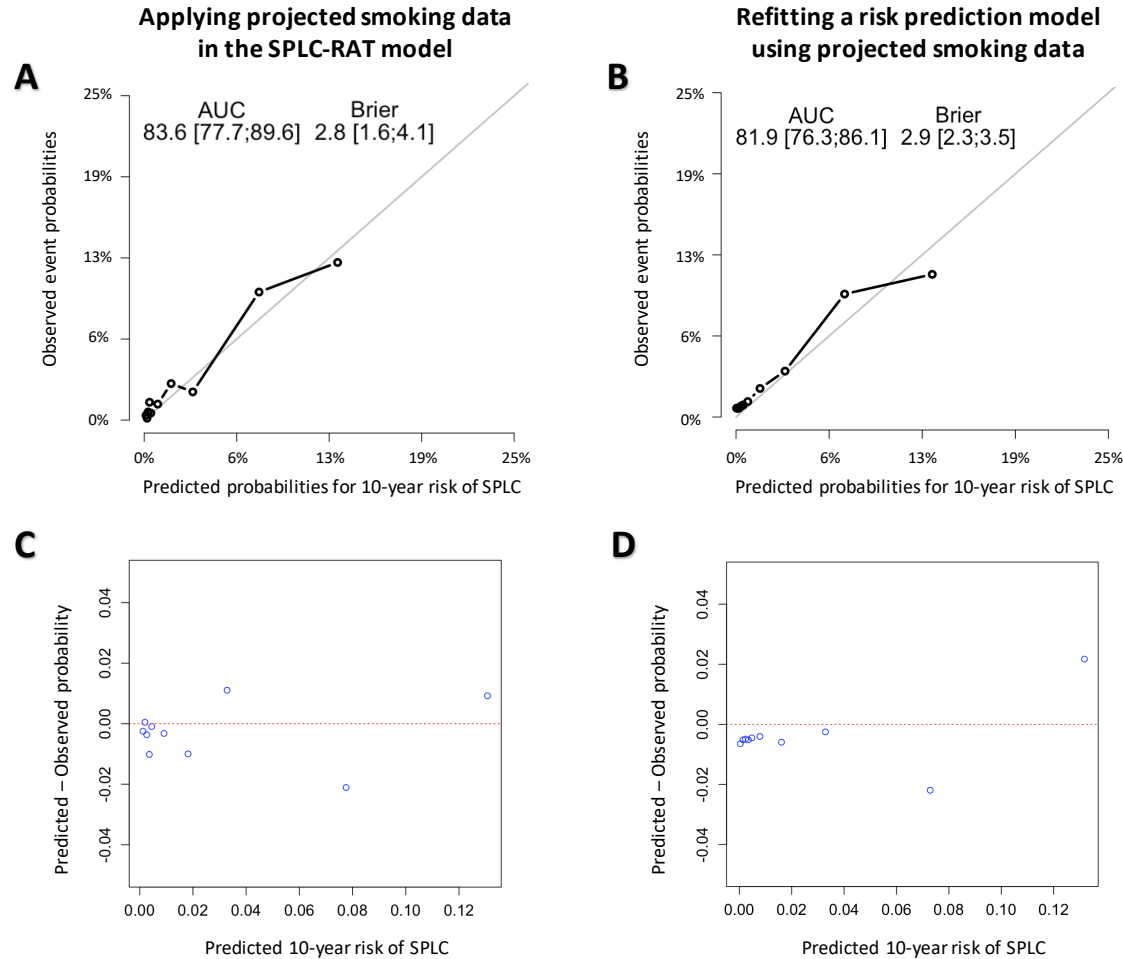 Applying projected smoking data
in the SPLC-RAT model
Refitting a risk prediction model
using projected smoking data
A
AUC Brier
83.6 [77.7;89.6] 2.8 [1.6;4.1]
Observed event probabilities
25%
19%
13%
6%
0%
0% 6% 13% 19% 25%
Predicted probabilities for 10-year risk of SPLC
B
AUC Brier
81.9 [76.3;86.1] 2.9 [2.3;3.5]
Observed event probabilities
25%
19%
13%
6%
0%
0% 6% 13% 19% 25%
Predicted probabilities for 10-year risk of SPLC
C
Predicted – Observed probability
0.04
0.02
0.00
-0.02
-0.04
0.00 0.02 0.04 0.06 0.08 0.10 0.12
Predicted 10-year risk of SPLC
D
Predicted – Observed probability
0.04
0.02
0.00
-0.02
-0.04
0.00 0.02 0.04 0.06 0.08 0.10 0.12
Predicted 10-year risk of SPLC